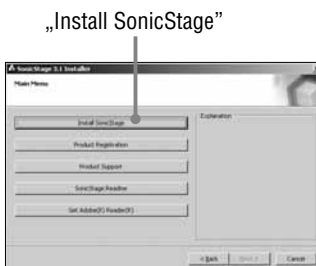 „Install SonicStage”
SonicStage 3.1 Installer
Main Menu
Install SonicStage
Explanation
Product Registration
Product Support
SonicStage Readme
Get Adobe(R) Reader(R)
< Back
Next >
Cancel